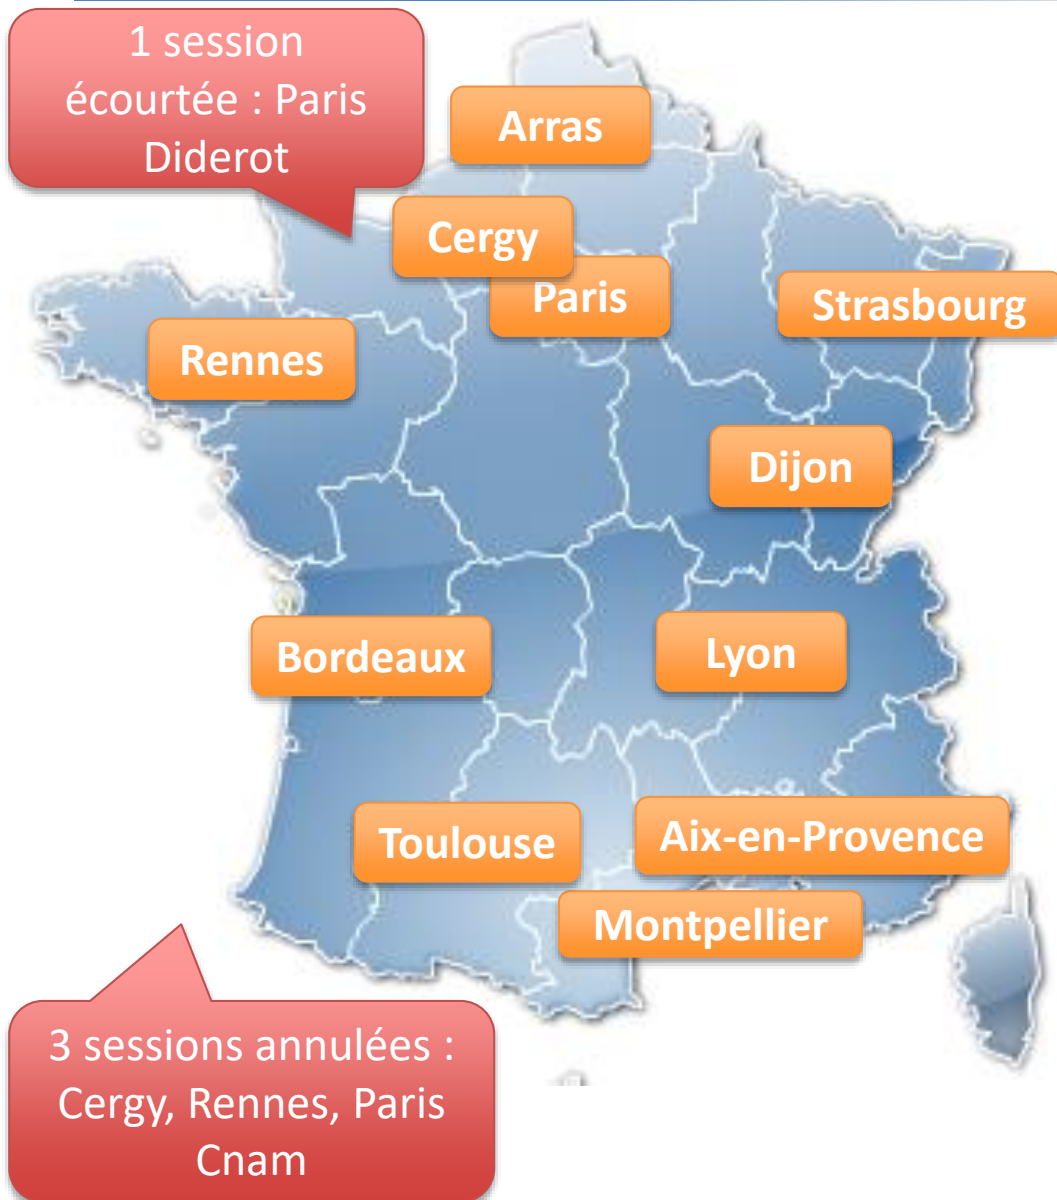 1 session
écourtée : Paris
Diderot
Arras
Cergy
Paris
Strasbourg
Rennes
Dijon
Bordeaux
Lyon
Toulouse
Aix-en-Provence
Montpellier
3 sessions annulées :
Cergy, Rennes, Paris
Cnam